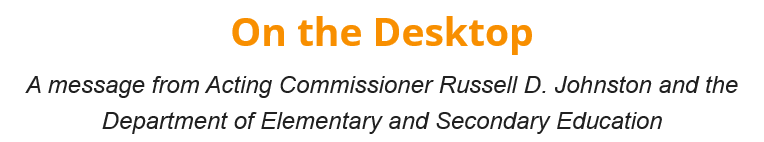 On the Desktop
A message from Acting Commissioner Russell D. Johnston and the
Department of Elementary and Secondary Education